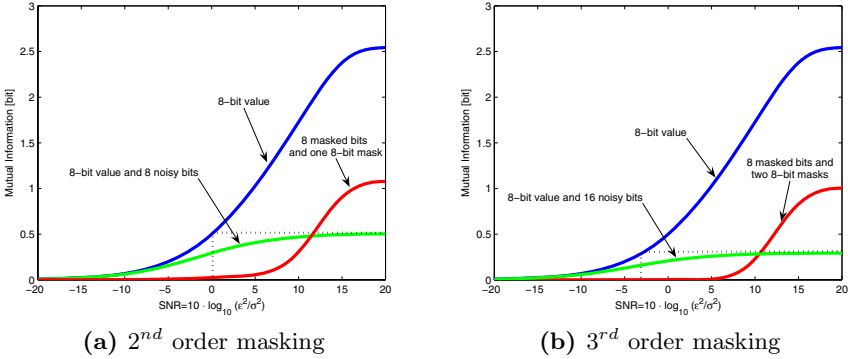 3
2.5
2
1.5
1
0.5
0
−20 −15 −10 −5 0 5 10 15 20
Mutual Information [bit]
SNR=10 · log10 (ε²/σ²)
8−bit value
8 masked bits
and one 8−bit mask
8−bit value and 8 noisy bits
(a) 2nd order masking
3
2.5
2
1.5
1
0.5
0
−20 −15 −10 −5 0 5 10 15 20
Mutual Information [bit]
SNR=10 · log10 (ε²/σ²)
8−bit value
8 masked bits and
two 8−bit masks
8−bit value and 16 noisy bits
(b) 3rd order masking